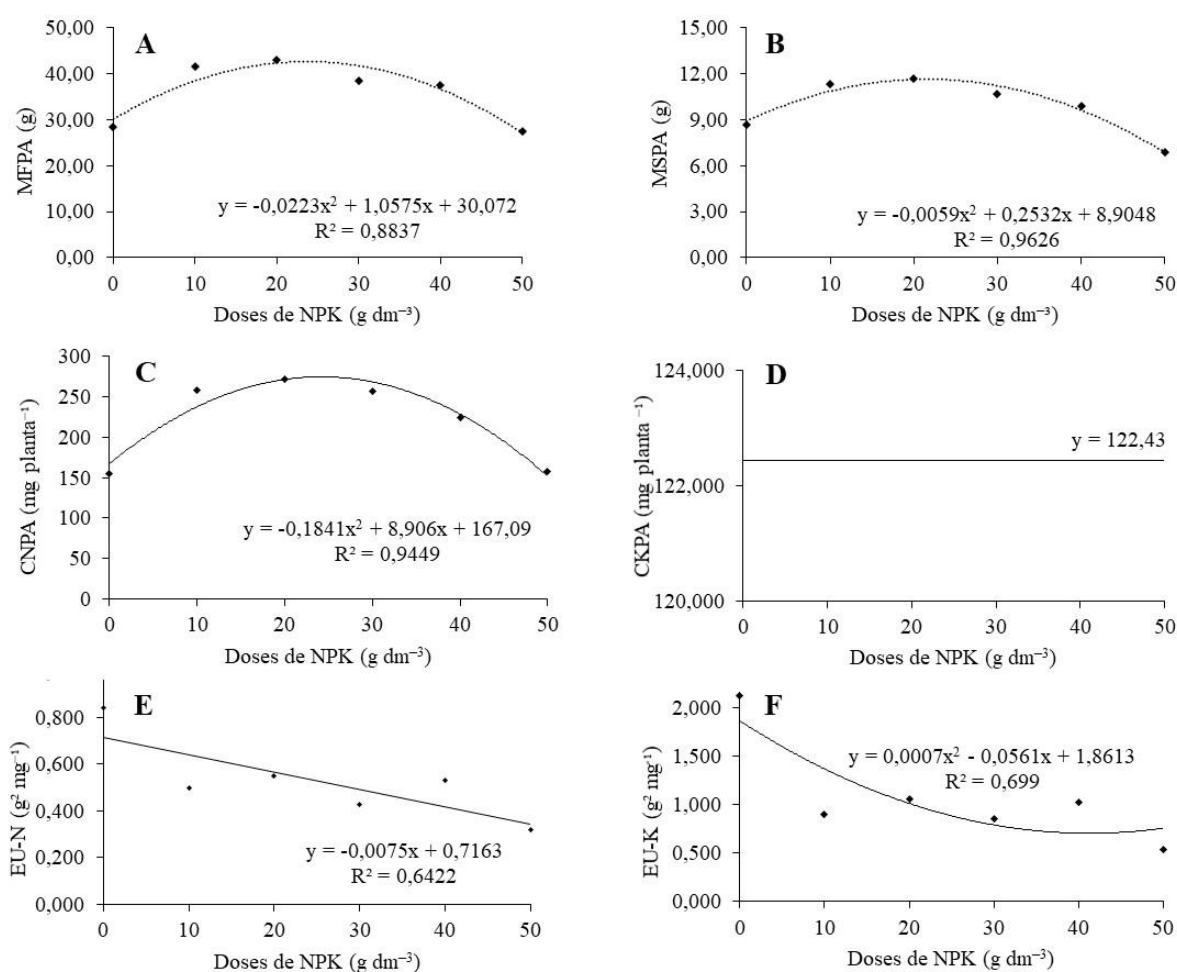 A
MFPA (g)
50,00
40,00
30,00
20,00
10,00
0,00
y = -0,0223x² + 1,0575x + 30,072
R² = 0,8837
0 10 20 30 40 50
Doses de NPK (g dm⁻³)
B
MSPA (g)
15,00
12,00
9,00
6,00
3,00
0,00
y = -0,0059x² + 0,2532x + 8,9048
R² = 0,9626
0 10 20 30 40 50
Doses de NPK (g dm⁻³)
C
CNPA (mg planta⁻¹)
300
250
200
150
100
50
0
y = -0,1841x² + 8,906x + 167,09
R² = 0,9449
0 10 20 30 40 50
Doses de NPK (g dm⁻³)
D
CKPA (mg planta ⁻¹)
124,000
122,000
120,000
y = 122,43
0 10 20 30 40 50
Doses de NPK (g dm⁻³)
E
EU-N (g² mg⁻¹)
0,800
0,600
0,400
0,200
0,000
y = -0,0075x + 0,7163
R² = 0,6422
0 10 20 30 40 50
Doses de NPK (g dm⁻³)
F
EU-K (g² mg⁻¹)
2,000
1,500
1,000
0,500
0,000
y = 0,0007x² - 0,0561x + 1,8613
R² = 0,699
0 10 20 30 40 50
Doses de NPK (g dm⁻³)